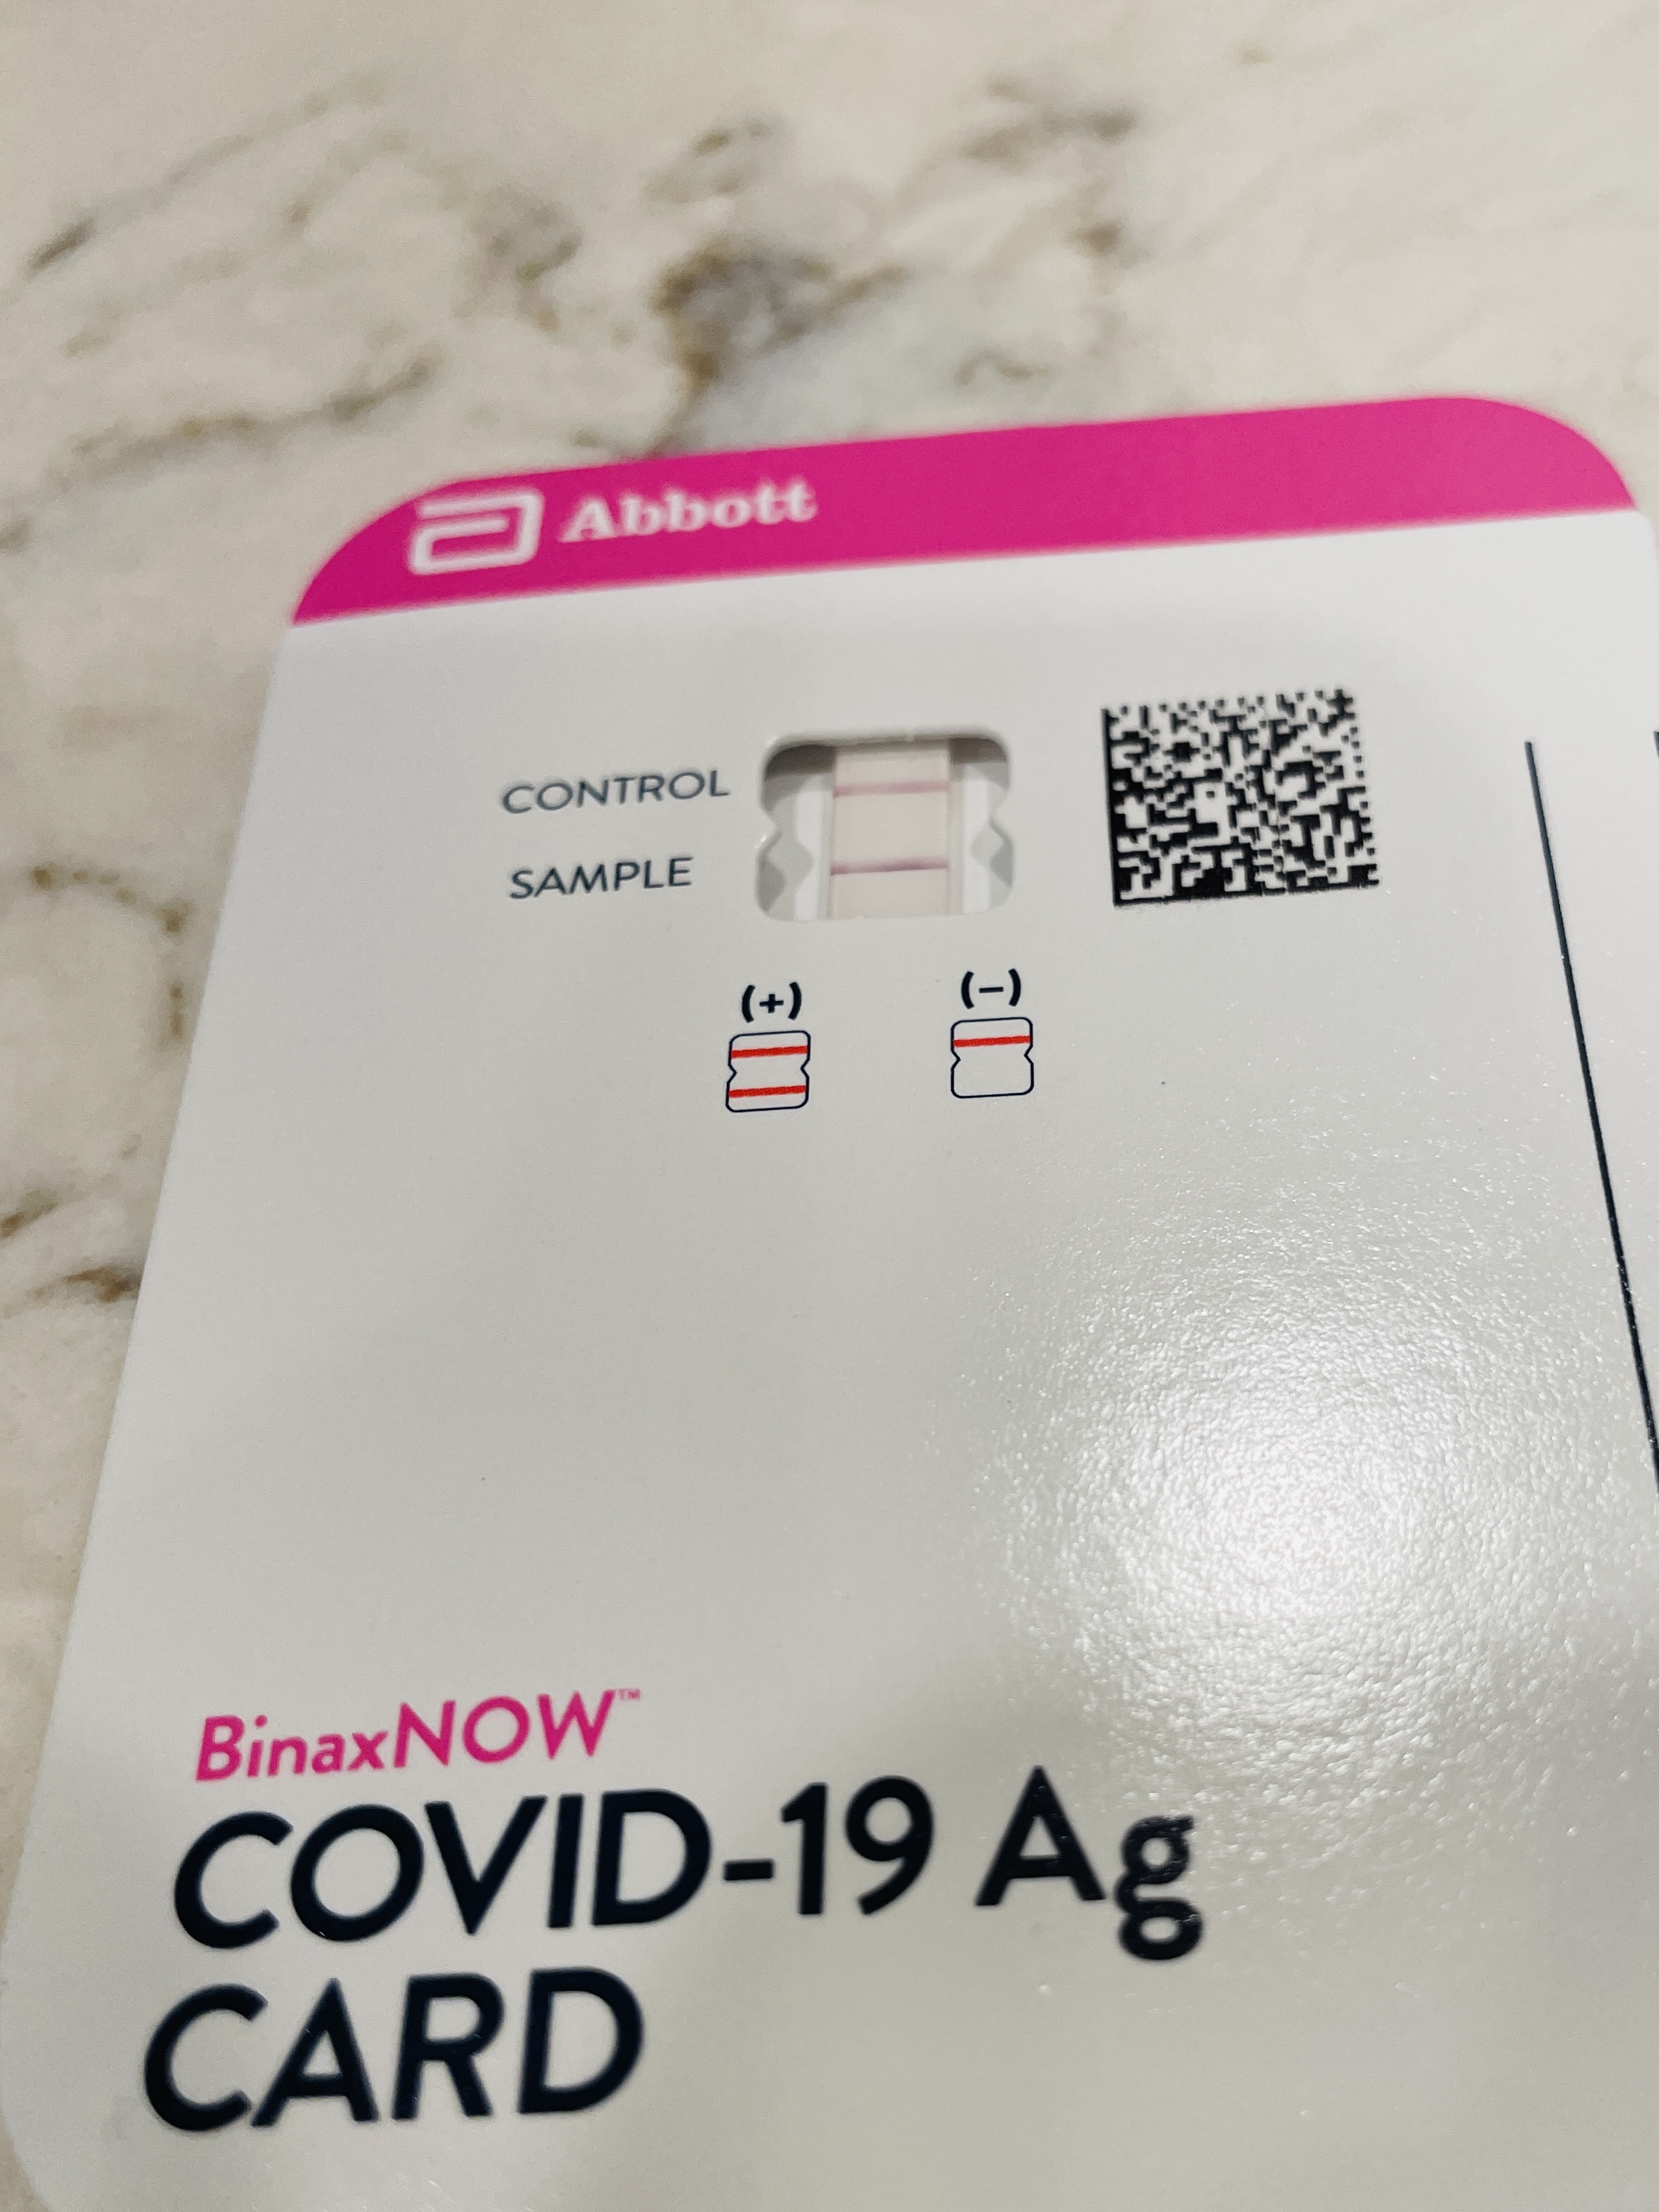 Abbott
CONTROL
SAMPLE
(+) (−)
BinaxNOW™
COVID-19 Ag
CARD